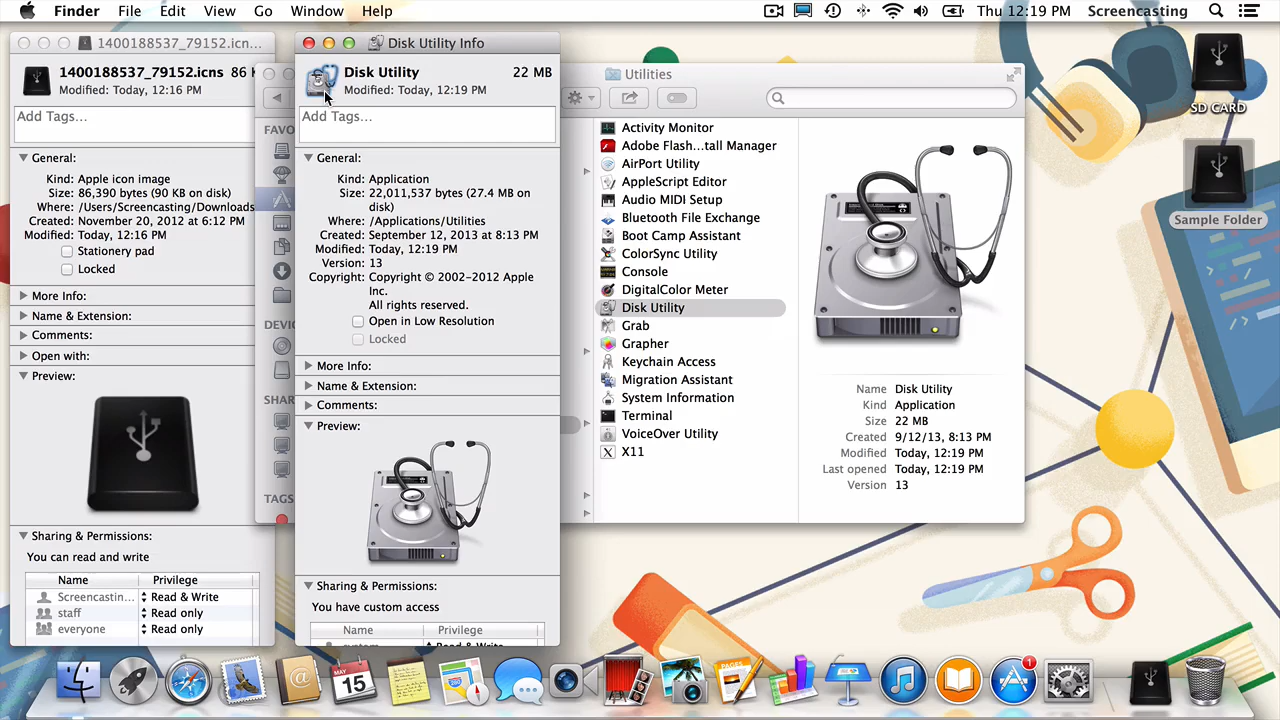 Finder File Edit View Go Window Help Thu 12:19 PM Screencasting
1400188537_79152.icn...
1400188537_79152.icns 86 K
Modified: Today, 12:16 PM
Add Tags...
General:
Kind: Apple icon image
Size: 86,390 bytes (90 KB on disk)
Where: /Users/Screencasting/Downloads
Created: November 20, 2012 at 6:12 PM
Modified: Today, 12:16 PM
Stationery pad
Locked
More Info:
Name & Extension:
Comments:
Open with:
Preview:
Sharing & Permissions:
You can read and write
Name Privilege
Screencastin... Read & Write
staff Read only
everyone Read only
Disk Utility Info
Disk Utility 22 MB
Modified: Today, 12:19 PM
Add Tags...
General:
Kind: Application
Size: 22,011,537 bytes (27.4 MB on
disk)
Where: /Applications/Utilities
Created: September 12, 2013 at 8:13 PM
Modified: Today, 12:19 PM
Version: 13
Copyright: Copyright © 2002-2012 Apple
Inc.
All rights reserved.
Open in Low Resolution
Locked
More Info:
Name & Extension:
Comments:
Preview:
Sharing & Permissions:
You have custom access
Name Privilege
FAVO
DEVIC
SHAR
TAGS
Utilities
Activity Monitor
Adobe Flash...tall Manager
AirPort Utility
AppleScript Editor
Audio MIDI Setup
Bluetooth File Exchange
Boot Camp Assistant
ColorSync Utility
Console
DigitalColor Meter
Disk Utility
Grab
Grapher
Keychain Access
Migration Assistant
System Information
Terminal
VoiceOver Utility
X11
Name Disk Utility
Kind Application
Size 22 MB
Created 9/12/13, 8:13 PM
Modified Today, 12:19 PM
Last opened Today, 12:19 PM
Version 13
SD CARD
Sample Folder
MAY
15
PAGES
1